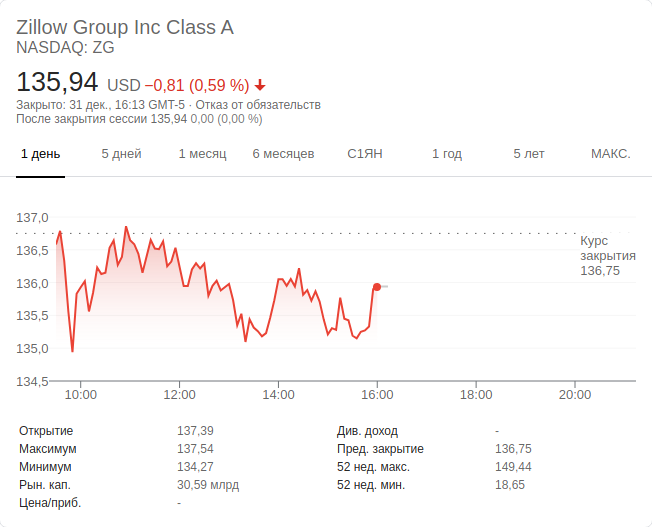 Zillow Group Inc Class A
NASDAQ: ZG
135,94 USD −0,81 (0,59 %)
Закрыто: 31 дек., 16:13 GMT-5 · Отказ от обязательств
После закрытия сессии 135,94 0,00 (0,00 %)
1 день 5 дней 1 месяц 6 месяцев С1ЯН 1 год 5 лет МАКС.
137,0
136,5
136,0
135,5
135,0
134,5
Курс
закрытия
136,75
10:00 12:00 14:00 16:00 18:00 20:00
Открытие 137,39 Див. доход -
Максимум 137,54 Пред. закрытие 136,75
Минимум 134,27 52 нед. макс. 149,44
Рын. кап. 30,59 млрд 52 нед. мин. 18,65
Цена/приб. -